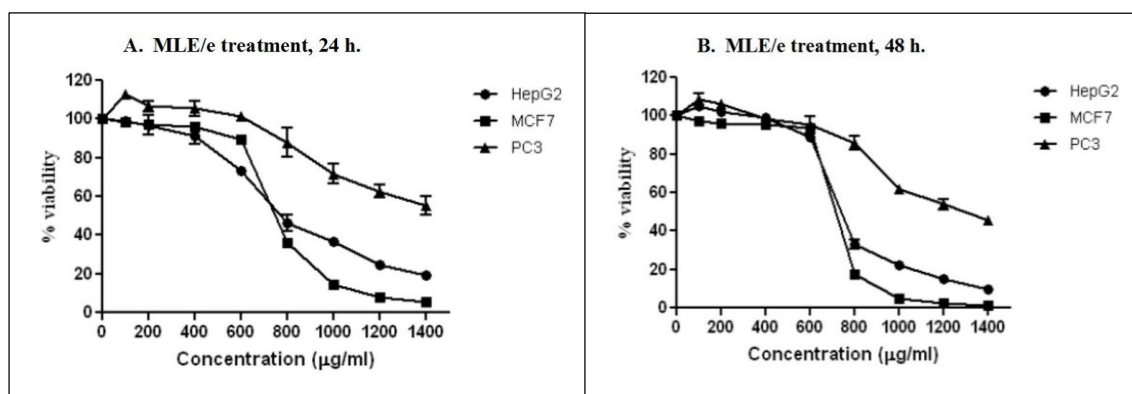 A. MLE/e treatment, 24 h.
120
100
80
60
40
20
0
% viability
0 200 400 600 800 1000 1200 1400
Concentration (µg/ml)
HepG2
MCF7
PC3
B. MLE/e treatment, 48 h.
120
100
80
60
40
20
0
% viability
0 200 400 600 800 1000 1200 1400
Concentration (µg/ml)
HepG2
MCF7
PC3